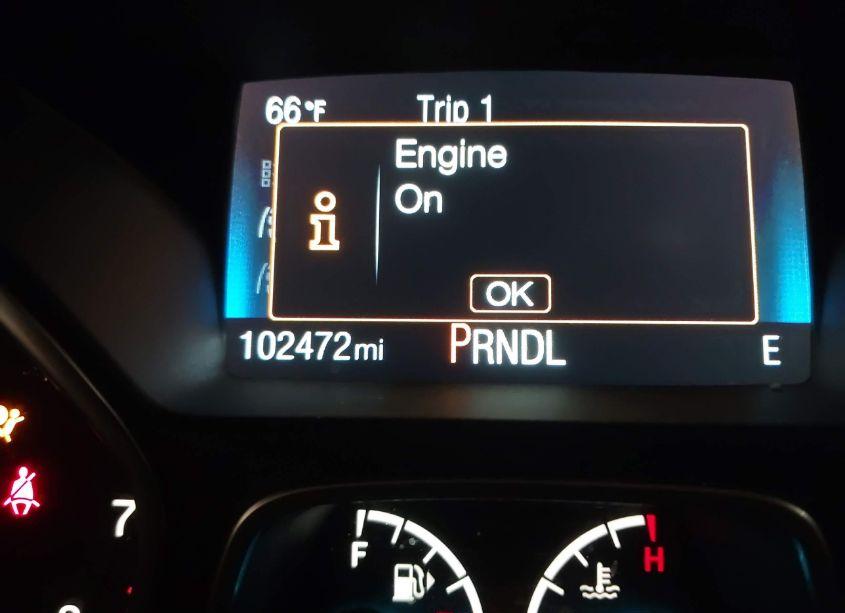 66°F Trip 1
Engine
On
OK
102472mi PRNDL E
7
F H